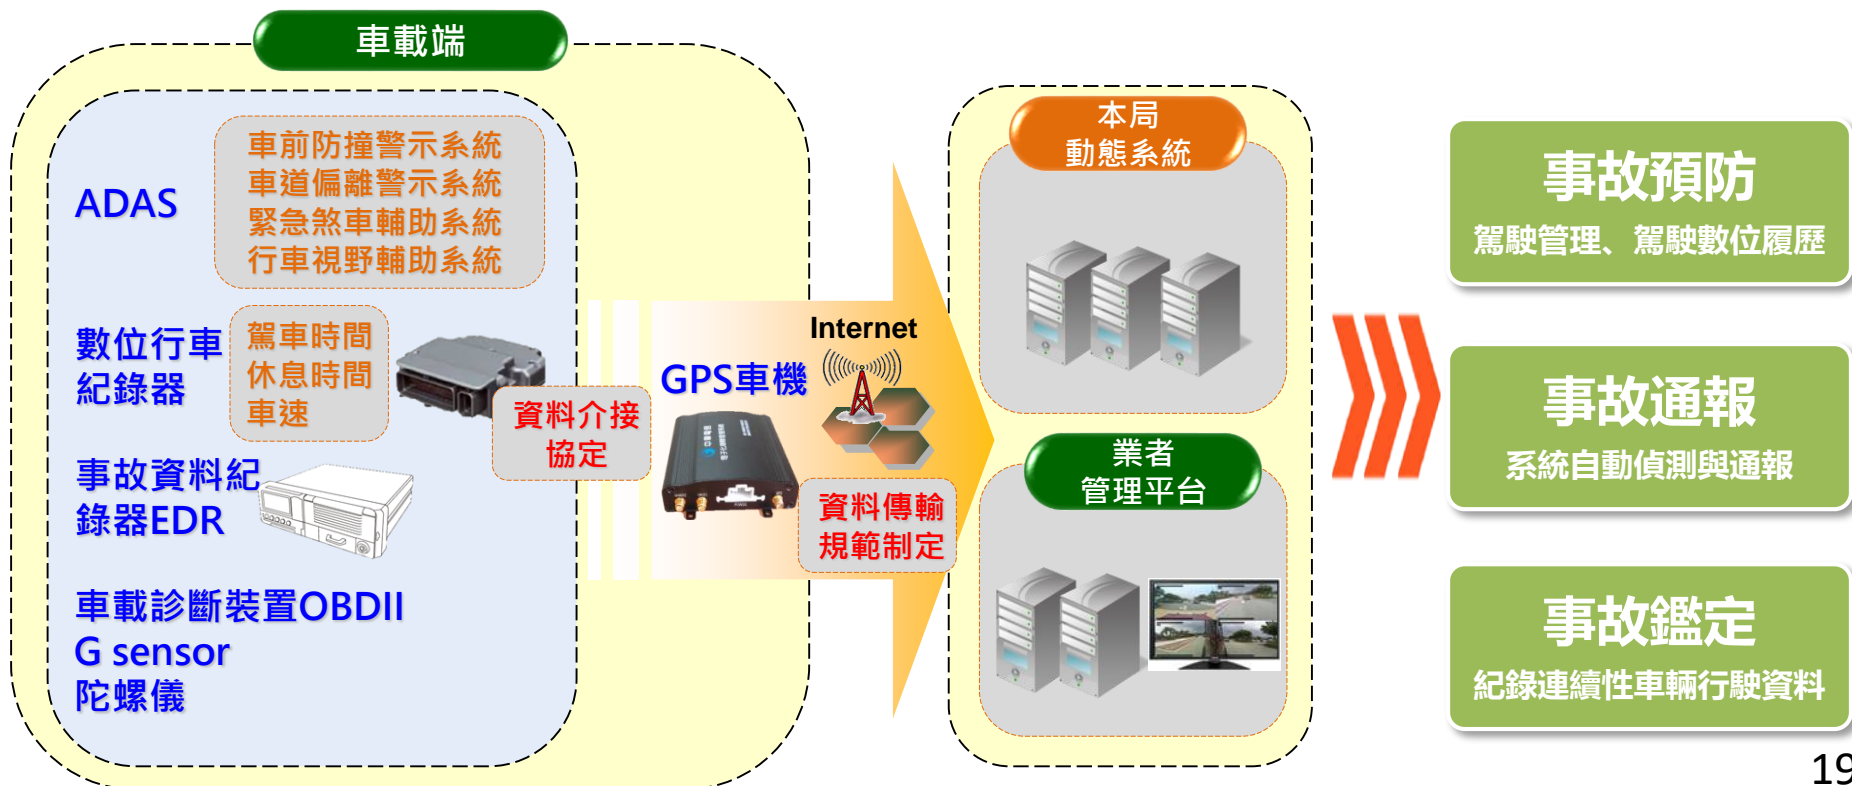 車載端
ADAS
車前防撞警示系統
車道偏離警示系統
緊急煞車輔助系統
行車視野輔助系統
數位行車
紀錄器
駕車時間
休息時間
車速
事故資料紀
錄器EDR
車載診斷裝置OBDII
G sensor
陀螺儀
資料介接
協定
GPS車機
中華電信
Internet
資料傳輸
規範制定
本局
動態系統
業者
管理平台
事故預防
駕駛管理、駕駛數位履歷
事故通報
系統自動偵測與通報
事故鑑定
紀錄連續性車輛行駛資料
19